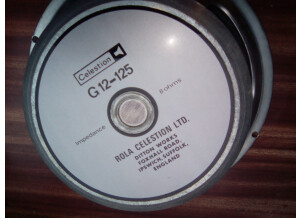 Celestion
G12-125
Impedance
8 ohms
ROLA CELESTION LTD.
DITTON WORKS
FOXHALL ROAD,
IPSWICH, SUFFOLK,
ENGLAND